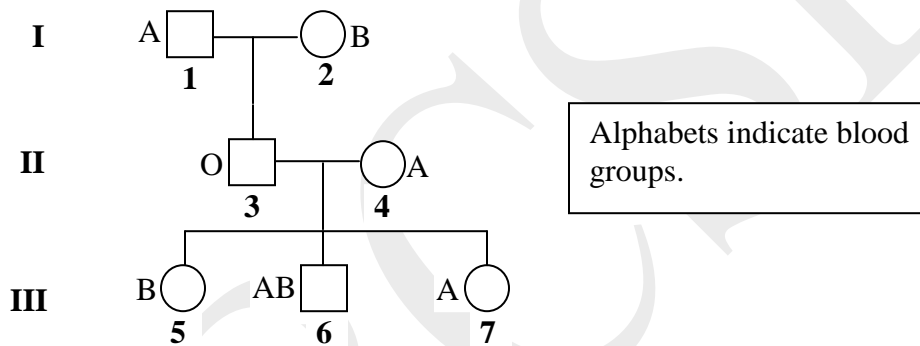 I A B
1 2
Alphabets indicate blood
groups.
II O A
3 4
III B AB A
5 6 7